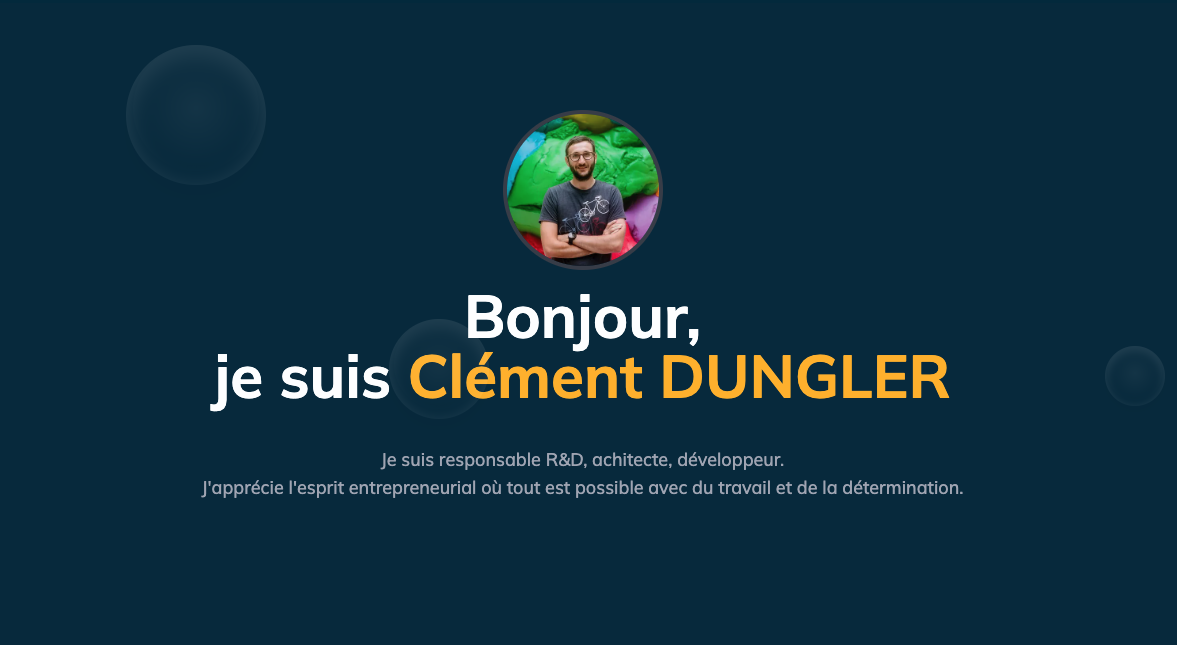 Bonjour,
je suis Clément DUNGLER
Je suis responsable R&D, achitecte, développeur.
J'apprécie l'esprit entrepreneurial où tout est possible avec du travail et de la détermination.